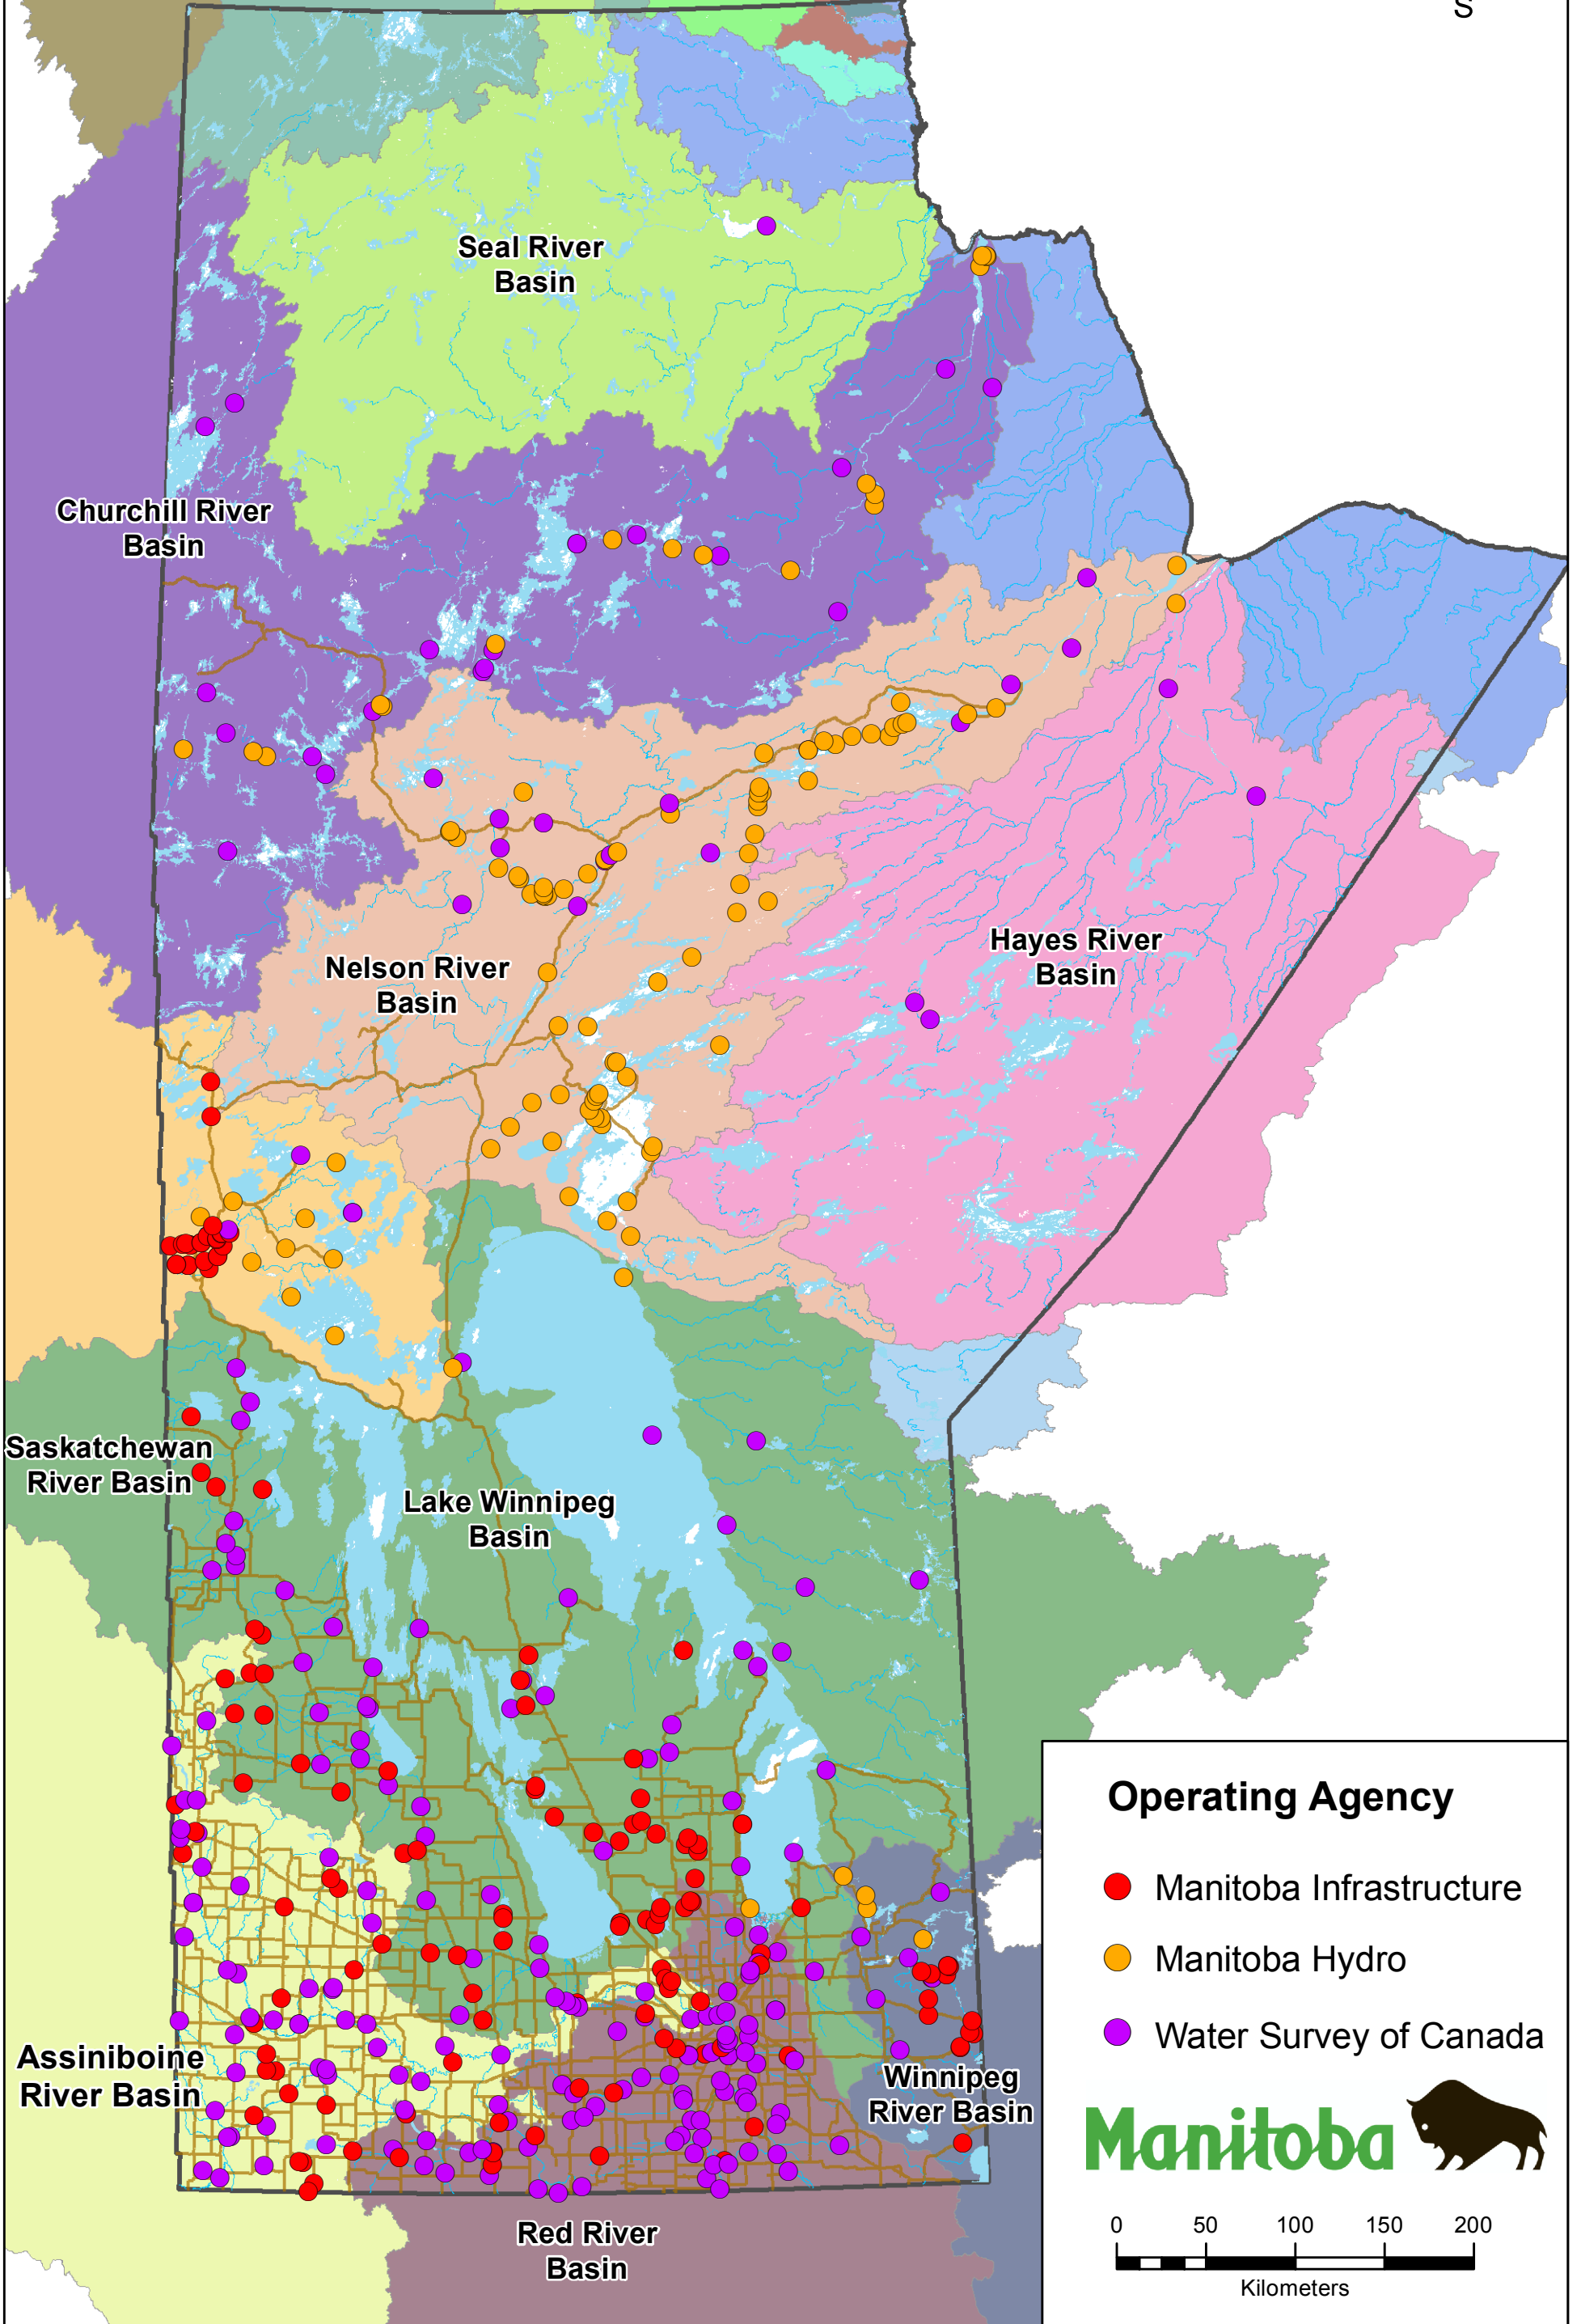 S
Seal River
Basin
Churchill River
Basin
Hayes River
Basin
Nelson River
Basin
Saskatchewan
River Basin
Lake Winnipeg
Basin
Operating Agency
Manitoba Infrastructure
Manitoba Hydro
Water Survey of Canada
Assiniboine
River Basin
Winnipeg
River Basin
Manitoba
Red River
Basin
0 50 100 150 200
Kilometers